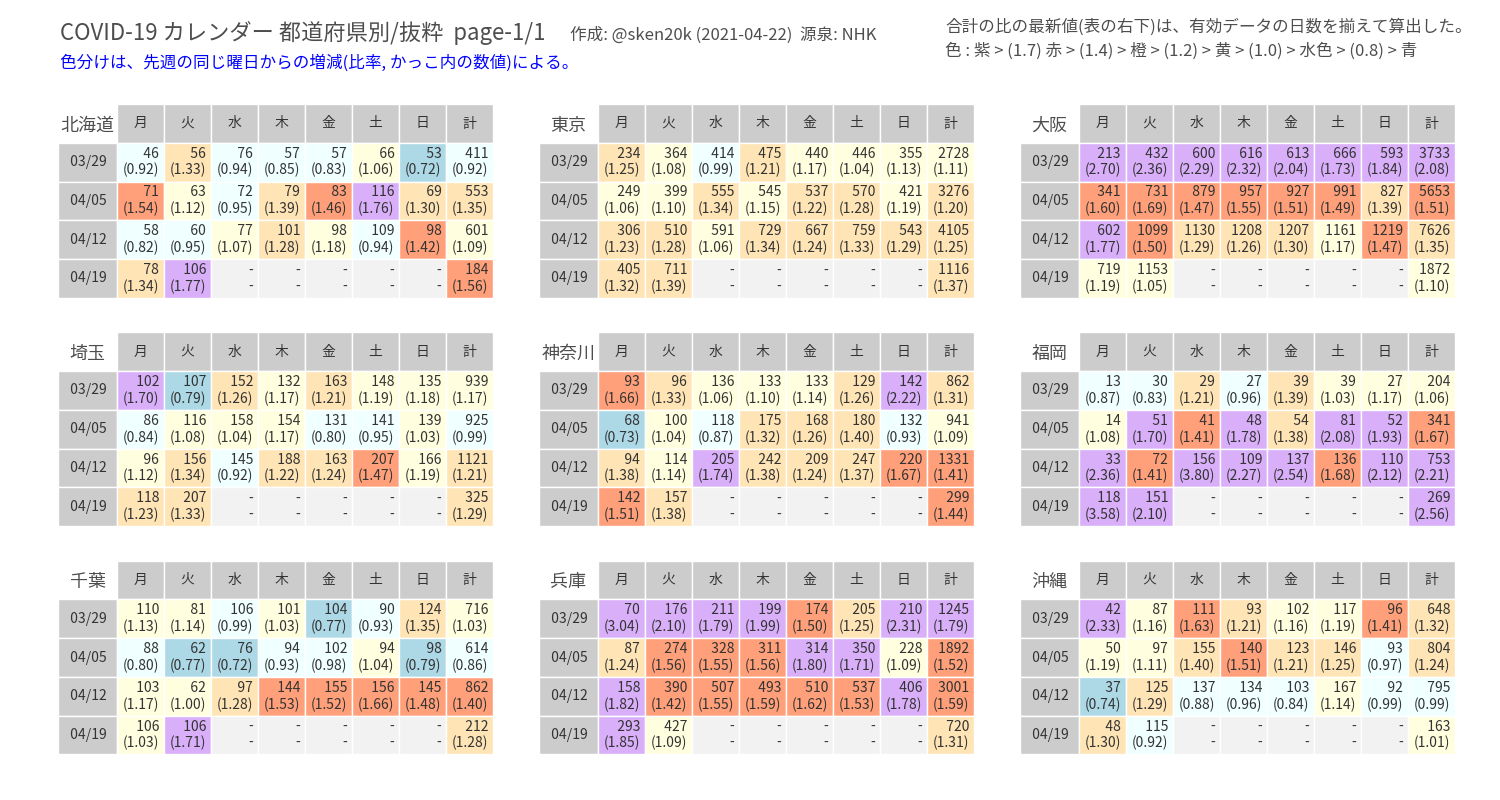 COVID-19 カレンダー 都道府県別/抜粋 page-1/1 作成: @sken20k (2021-04-22) 源泉: NHK
色分けは、先週の同じ曜日からの増減(比率, かっこ内の数値)による。
合計の比の最新値(表の右下)は、有効データの日数を揃えて算出した。
色 : 紫 > (1.7) 赤 > (1.4) > 橙 > (1.2) > 黄 > (1.0) > 水色 > (0.8) > 青
北海道 月 火 水 木 金 土 日 計
03/29 46 56 76 57 57 66 53 411
(0.92) (1.33) (0.94) (0.85) (0.83) (1.06) (0.72) (0.92)
04/05 71 63 72 79 83 116 69 553
(1.54) (1.12) (0.95) (1.39) (1.46) (1.76) (1.30) (1.35)
04/12 58 60 77 101 98 109 98 601
(0.82) (0.95) (1.07) (1.28) (1.18) (0.94) (1.42) (1.09)
04/19 78 106 - - - - - 184
(1.34) (1.77) - - - - - (1.56)
東京 月 火 水 木 金 土 日 計
03/29 234 364 414 475 440 446 355 2728
(1.25) (1.08) (0.99) (1.21) (1.17) (1.04) (1.13) (1.11)
04/05 249 399 555 545 537 570 421 3276
(1.06) (1.10) (1.34) (1.15) (1.22) (1.28) (1.19) (1.20)
04/12 306 510 591 729 667 759 543 4105
(1.23) (1.28) (1.06) (1.34) (1.24) (1.33) (1.29) (1.25)
04/19 405 711 - - - - - 1116
(1.32) (1.39) - - - - - (1.37)
大阪 月 火 水 木 金 土 日 計
03/29 213 432 600 616 613 666 593 3733
(2.70) (2.36) (2.29) (2.32) (2.04) (1.73) (1.84) (2.08)
04/05 341 731 879 957 927 991 827 5653
(1.60) (1.69) (1.47) (1.55) (1.51) (1.49) (1.39) (1.51)
04/12 602 1099 1130 1208 1207 1161 1219 7626
(1.77) (1.50) (1.29) (1.26) (1.30) (1.17) (1.47) (1.35)
04/19 719 1153 - - - - - 1872
(1.19) (1.05) - - - - - (1.10)
埼玉 月 火 水 木 金 土 日 計
03/29 102 107 152 132 163 148 135 939
(1.70) (0.79) (1.26) (1.17) (1.21) (1.19) (1.18) (1.17)
04/05 86 116 158 154 131 141 139 925
(0.84) (1.08) (1.04) (1.17) (0.80) (0.95) (1.03) (0.99)
04/12 96 156 145 188 163 207 166 1121
(1.12) (1.34) (0.92) (1.22) (1.24) (1.47) (1.19) (1.21)
04/19 118 207 - - - - - 325
(1.23) (1.33) - - - - - (1.29)
神奈川 月 火 水 木 金 土 日 計
03/29 93 96 136 133 133 129 142 862
(1.66) (1.33) (1.06) (1.10) (1.14) (1.26) (2.22) (1.31)
04/05 68 100 118 175 168 180 132 941
(0.73) (1.04) (0.87) (1.32) (1.26) (1.40) (0.93) (1.09)
04/12 94 114 205 242 209 247 220 1331
(1.38) (1.14) (1.74) (1.38) (1.24) (1.37) (1.67) (1.41)
04/19 142 157 - - - - - 299
(1.51) (1.38) - - - - - (1.44)
福岡 月 火 水 木 金 土 日 計
03/29 13 30 29 27 39 39 27 204
(0.87) (0.83) (1.21) (0.96) (1.39) (1.03) (1.17) (1.06)
04/05 14 51 41 48 54 81 52 341
(1.08) (1.70) (1.41) (1.78) (1.38) (2.08) (1.93) (1.67)
04/12 33 72 156 109 137 136 110 753
(2.36) (1.41) (3.80) (2.27) (2.54) (1.68) (2.12) (2.21)
04/19 118 151 - - - - - 269
(3.58) (2.10) - - - - - (2.56)
千葉 月 火 水 木 金 土 日 計
03/29 110 81 106 101 104 90 124 716
(1.13) (1.14) (0.99) (1.03) (0.77) (0.93) (1.35) (1.03)
04/05 88 62 76 94 102 94 98 614
(0.80) (0.77) (0.72) (0.93) (0.98) (1.04) (0.79) (0.86)
04/12 103 62 97 144 155 156 145 862
(1.17) (1.00) (1.28) (1.53) (1.52) (1.66) (1.48) (1.40)
04/19 106 106 - - - - - 212
(1.03) (1.71) - - - - - (1.28)
兵庫 月 火 水 木 金 土 日 計
03/29 70 176 211 199 174 205 210 1245
(3.04) (2.10) (1.79) (1.99) (1.50) (1.25) (2.31) (1.79)
04/05 87 274 328 311 314 350 228 1892
(1.24) (1.56) (1.55) (1.56) (1.80) (1.71) (1.09) (1.52)
04/12 158 390 507 493 510 537 406 3001
(1.82) (1.42) (1.55) (1.59) (1.62) (1.53) (1.78) (1.59)
04/19 293 427 - - - - - 720
(1.85) (1.09) - - - - - (1.31)
沖縄 月 火 水 木 金 土 日 計
03/29 42 87 111 93 102 117 96 648
(2.33) (1.16) (1.63) (1.21) (1.16) (1.19) (1.41) (1.32)
04/05 50 97 155 140 123 146 93 804
(1.19) (1.11) (1.40) (1.51) (1.21) (1.25) (0.97) (1.24)
04/12 37 125 137 134 103 167 92 795
(0.74) (1.29) (0.88) (0.96) (0.84) (1.14) (0.99) (0.99)
04/19 48 115 - - - - - 163
(1.30) (0.92) - - - - - (1.01)